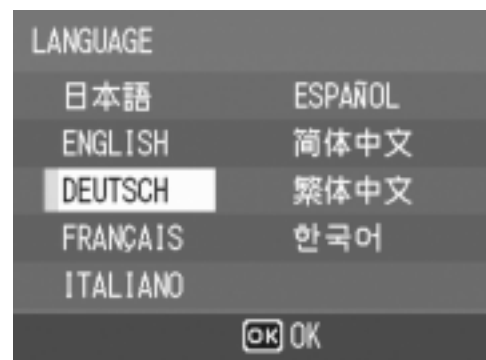 LANGUAGE
日本語 ESPAÑOL
ENGLISH 简体中文
DEUTSCH 繁体中文
FRANÇAIS 한국어
ITALIANO
OK OK